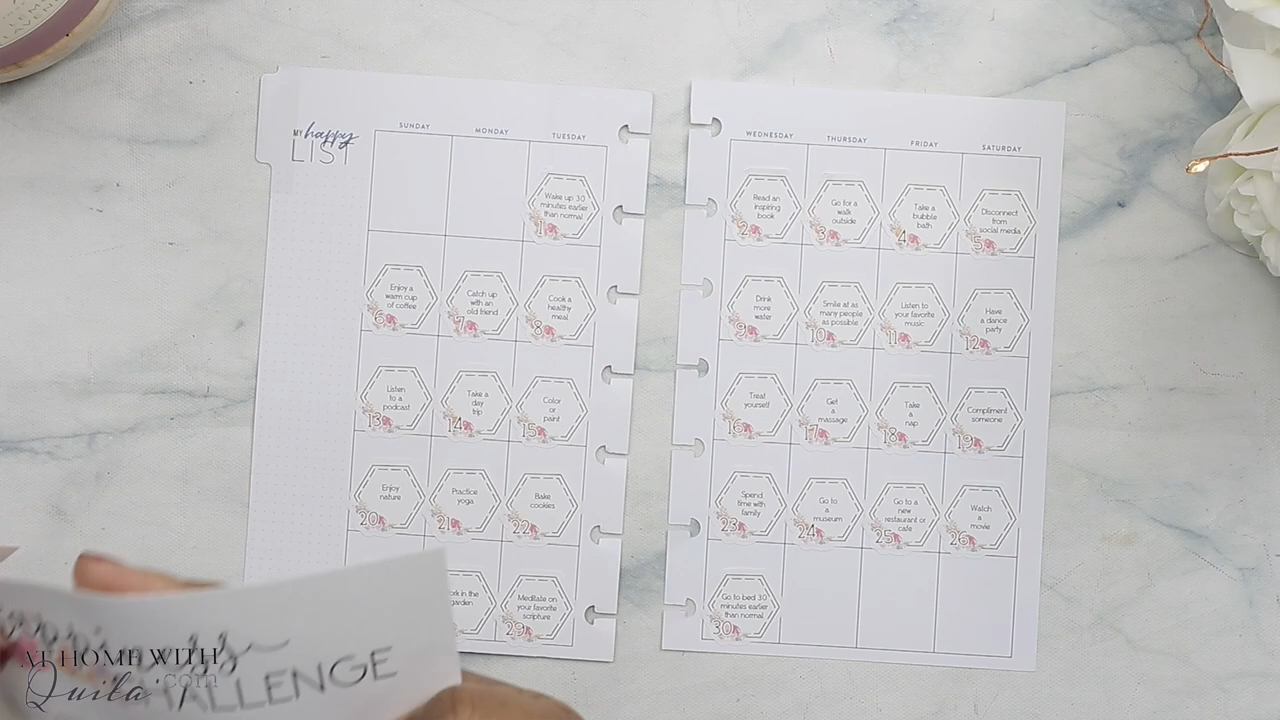 MY happy
LIST
SUNDAY MONDAY TUESDAY
WEDNESDAY THURSDAY FRIDAY SATURDAY
Wake up 30
minutes earlier
than normal
1
Read an
inspiring
book
2
Go for a
walk
outside
3
Take a
bubble
bath
4
Disconnect
from
social media
5
Enjoy a
warm cup
of coffee
6
Catch up
with an
old friend
7
Cook a
healthy
meal
8
Drink
more
water
9
Smile at as
many people
as possible
10
Listen to
your favorite
music
11
Have
a dance
party
12
Listen
to a
podcast
13
Take a
day
trip
14
Color
or
paint
15
Treat
yourself
16
Get
a
massage
17
Take
a
nap
18
Compliment
someone
19
Enjoy
nature
20
Practice
yoga
21
Bake
cookies
22
Spend
time with
family
23
Go to
a
museum
24
Go to a
new
restaurant or
cafe
25
Watch
a
movie
26
in the
garden
Meditate on
your favorite
scripture
29
Go to bed 30
minutes earlier
than normal
30
CHALLENGE
AT HOME WITH
Quita .com